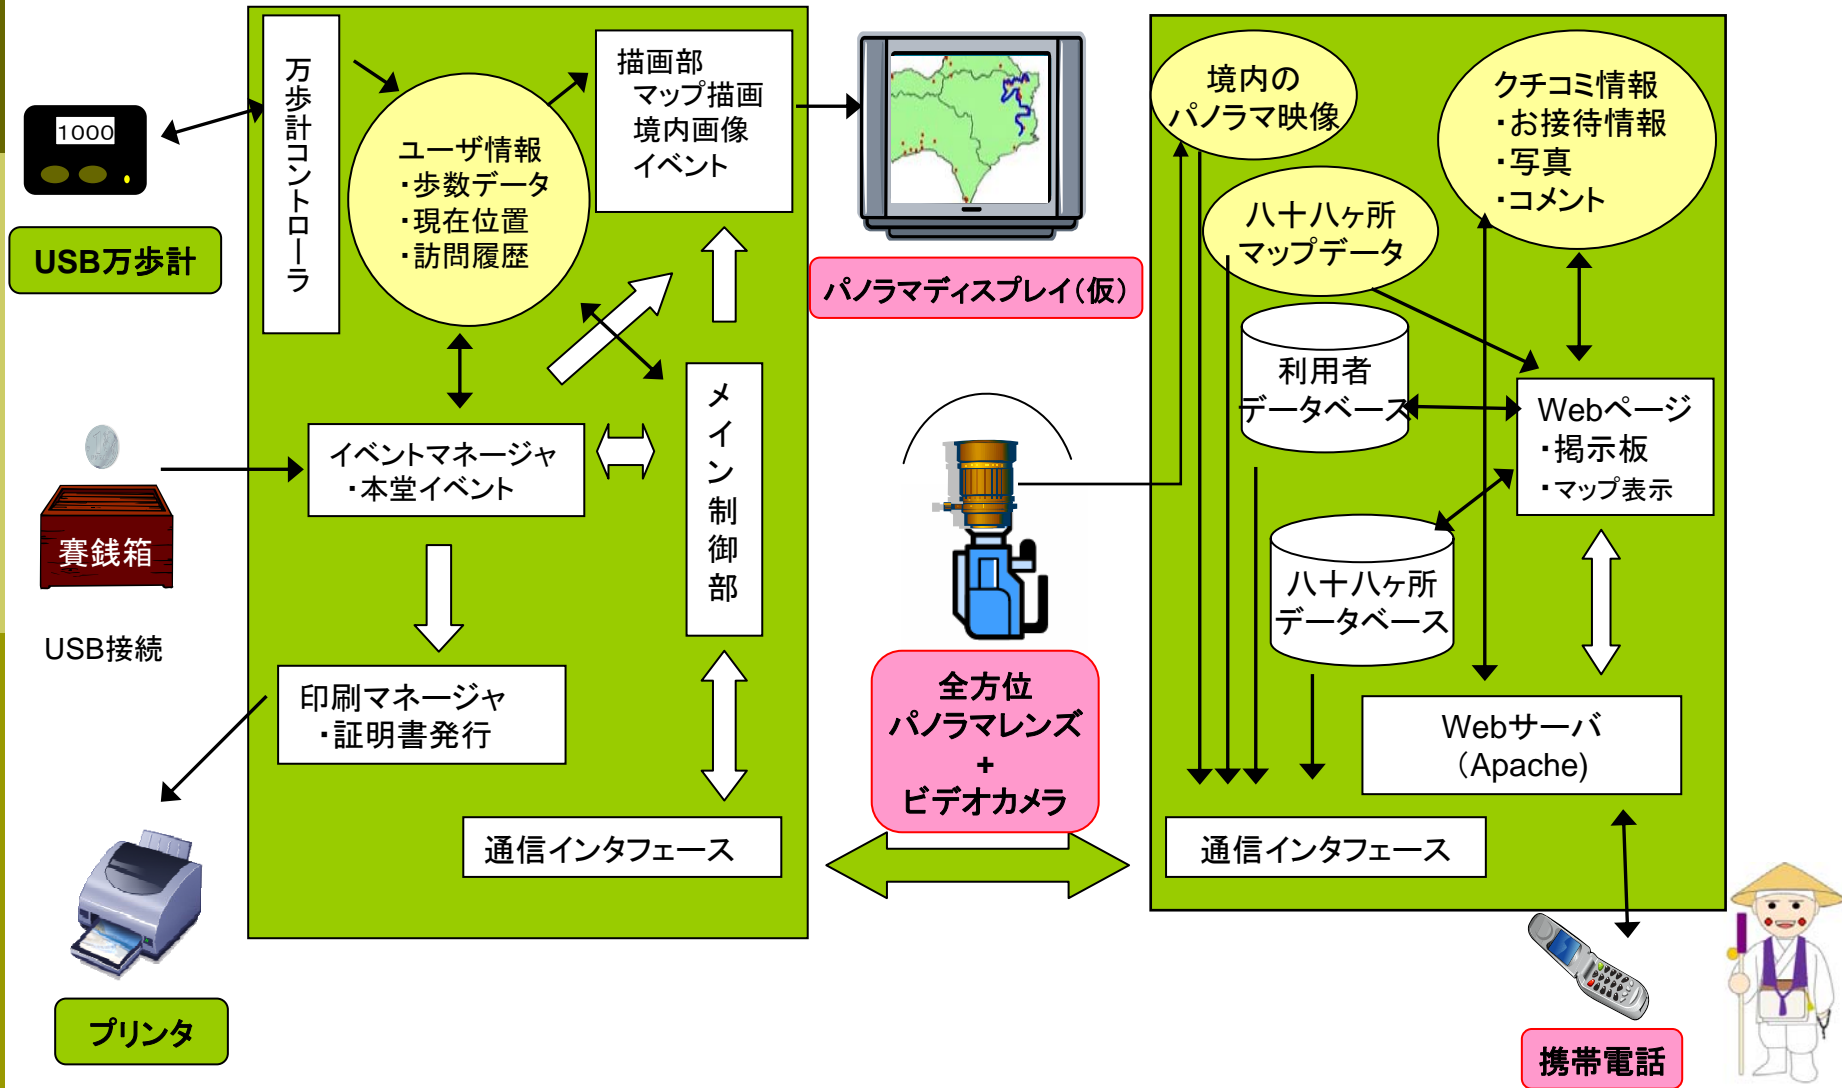 1000
USB万歩計
賽銭箱
USB接続
プリンタ
万歩計コントローラ
ユーザ情報
・歩数データ
・現在位置
・訪問履歴
描画部
マップ描画
境内画像
イベント
イベントマネージャ
・本堂イベント
メイン制御部
印刷マネージャ
・証明書発行
通信インタフェース
パノラマディスプレイ(仮)
全方位
パノラマレンズ
+
ビデオカメラ
境内の
パノラマ映像
クチコミ情報
・お接待情報
・写真
・コメント
八十八ヶ所
マップデータ
利用者
データベース
Webページ
・掲示板
・マップ表示
八十八ヶ所
データベース
Webサーバ
(Apache)
通信インタフェース
携帯電話